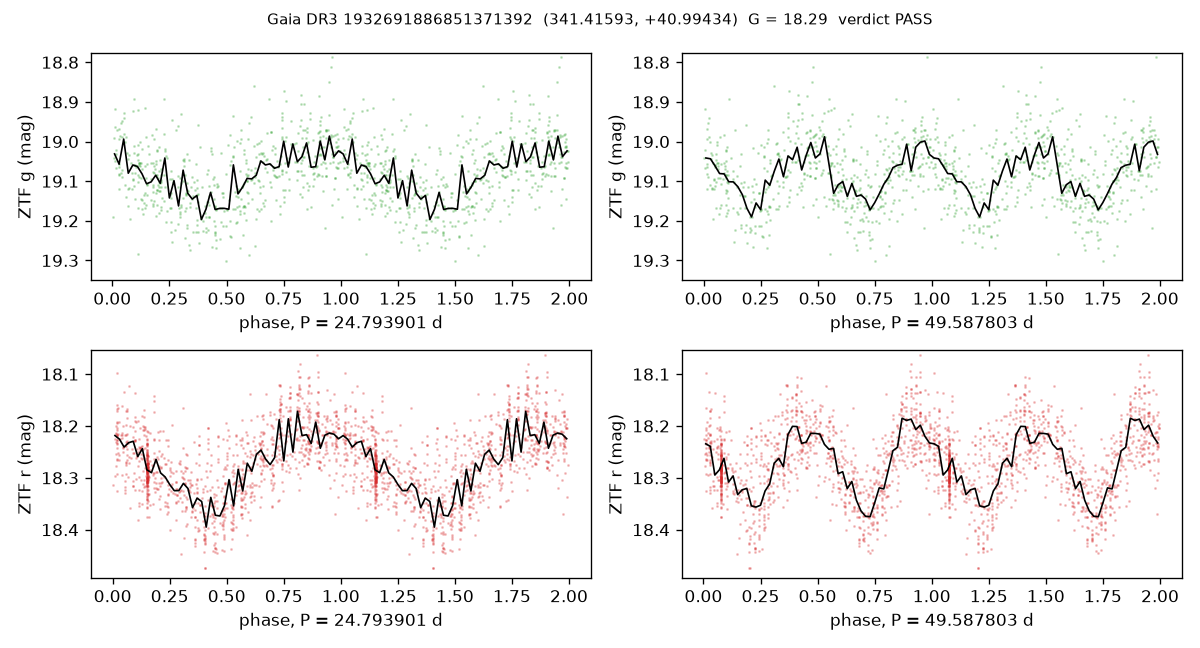 Gaia DR3 1932691886851371392 (341.41593, +40.99434) G = 18.29 verdict PASS
18.8
18.9
19.0
19.1
19.2
19.3
ZTF g (mag)
0.00 0.25 0.50 0.75 1.00 1.25 1.50 1.75 2.00
phase, P = 24.793901 d
18.8
18.9
19.0
19.1
19.2
19.3
ZTF g (mag)
0.00 0.25 0.50 0.75 1.00 1.25 1.50 1.75 2.00
phase, P = 49.587803 d
18.1
18.2
18.3
18.4
ZTF r (mag)
0.00 0.25 0.50 0.75 1.00 1.25 1.50 1.75 2.00
phase, P = 24.793901 d
18.1
18.2
18.3
18.4
ZTF r (mag)
0.00 0.25 0.50 0.75 1.00 1.25 1.50 1.75 2.00
phase, P = 49.587803 d